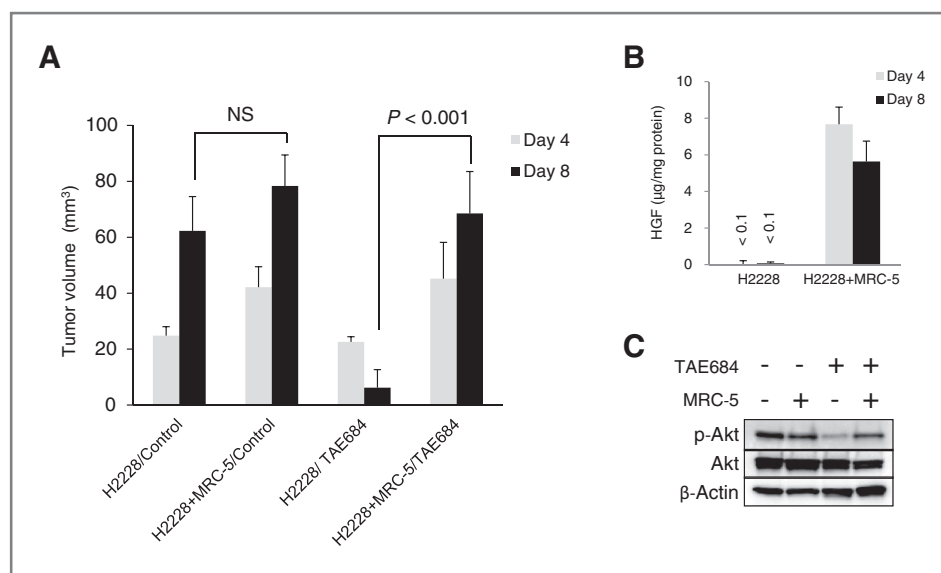 A
NS
P < 0.001
Day 4
Day 8
Tumor volume (mm³)
100
80
60
40
20
0
H2228/Control
H2228+MRC-5/Control
H2228/ TAE684
H2228+MRC-5/TAE684
B
Day 4
Day 8
HGF (µg/mg protein)
10
8
6
4
2
0
< 0.1
< 0.1
H2228
H2228+MRC-5
C
TAE684 - - + +
MRC-5 - + - +
p-Akt
Akt
β-Actin